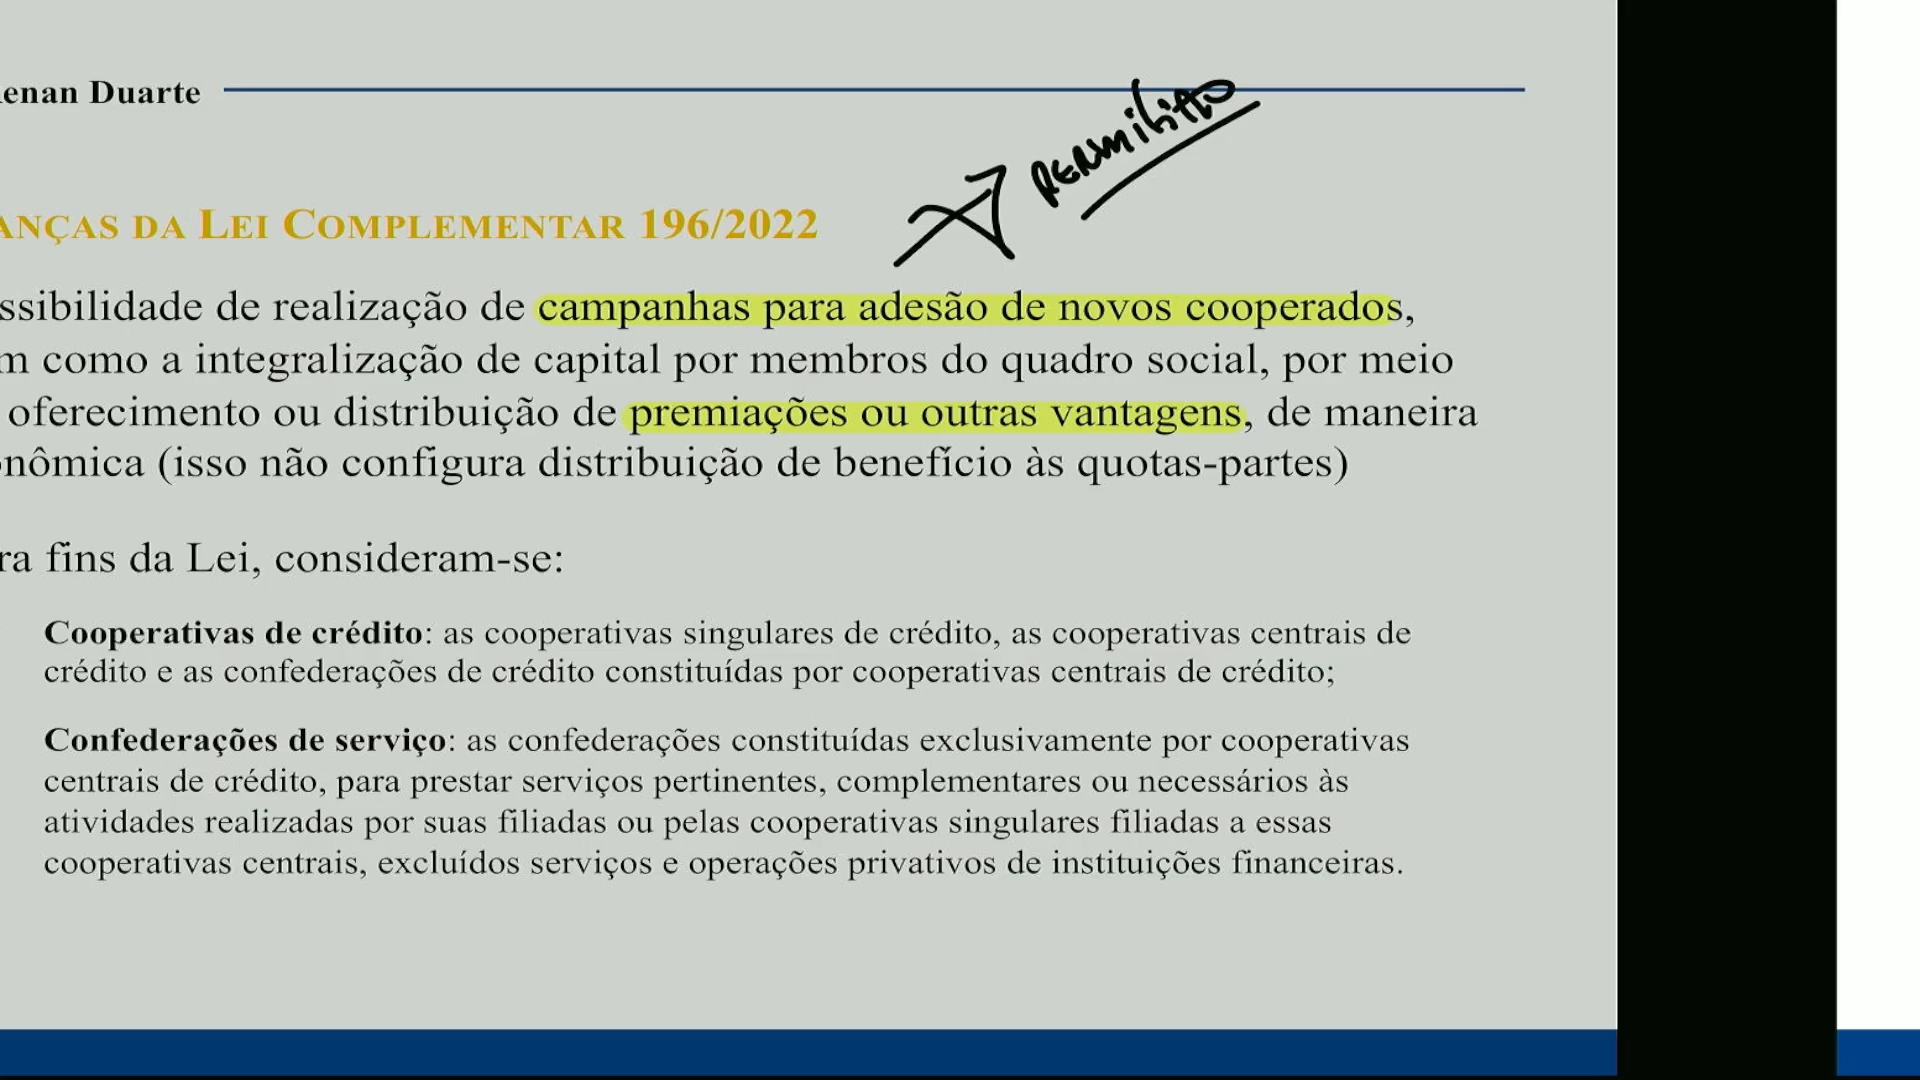 enan Duarte
PERMITIDO
ANÇAS DA LEI COMPLEMENTAR 196/2022
ssibilidade de realização de campanhas para adesão de novos cooperados,
m como a integralização de capital por membros do quadro social, por meio
oferecimento ou distribuição de premiações ou outras vantagens, de maneira
nômica (isso não configura distribuição de benefício às quotas-partes)
ra fins da Lei, consideram-se:
Cooperativas de crédito: as cooperativas singulares de crédito, as cooperativas centrais de
crédito e as confederações de crédito constituídas por cooperativas centrais de crédito;
Confederações de serviço: as confederações constituídas exclusivamente por cooperativas
centrais de crédito, para prestar serviços pertinentes, complementares ou necessários às
atividades realizadas por suas filiadas ou pelas cooperativas singulares filiadas a essas
cooperativas centrais, excluídos serviços e operações privativos de instituições financeiras.